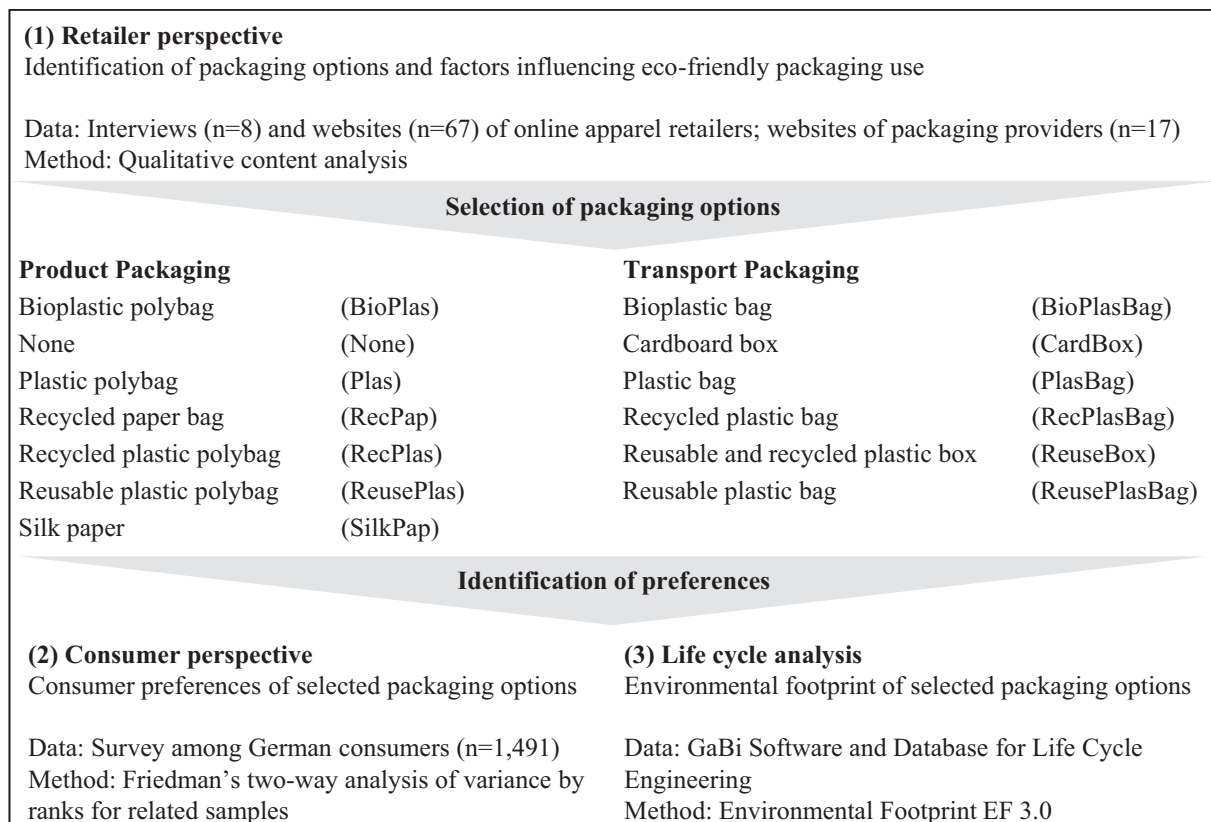 (1) Retailer perspective
Identification of packaging options and factors influencing eco-friendly packaging use
Data: Interviews (n=8) and websites (n=67) of online apparel retailers; websites of packaging providers (n=17)
Method: Qualitative content analysis
Selection of packaging options
Product Packaging
Bioplastic polybag (BioPlas)
None (None)
Plastic polybag (Plas)
Recycled paper bag (RecPap)
Recycled plastic polybag (RecPlas)
Reusable plastic polybag (ReusePlas)
Silk paper (SilkPap)
Transport Packaging
Bioplastic bag (BioPlasBag)
Cardboard box (CardBox)
Plastic bag (PlasBag)
Recycled plastic bag (RecPlasBag)
Reusable and recycled plastic box (ReuseBox)
Reusable plastic bag (ReusePlasBag)
Identification of preferences
(2) Consumer perspective
Consumer preferences of selected packaging options
Data: Survey among German consumers (n=1,491)
Method: Friedman's two-way analysis of variance by
ranks for related samples
(3) Life cycle analysis
Environmental footprint of selected packaging options
Data: GaBi Software and Database for Life Cycle
Engineering
Method: Environmental Footprint EF 3.0